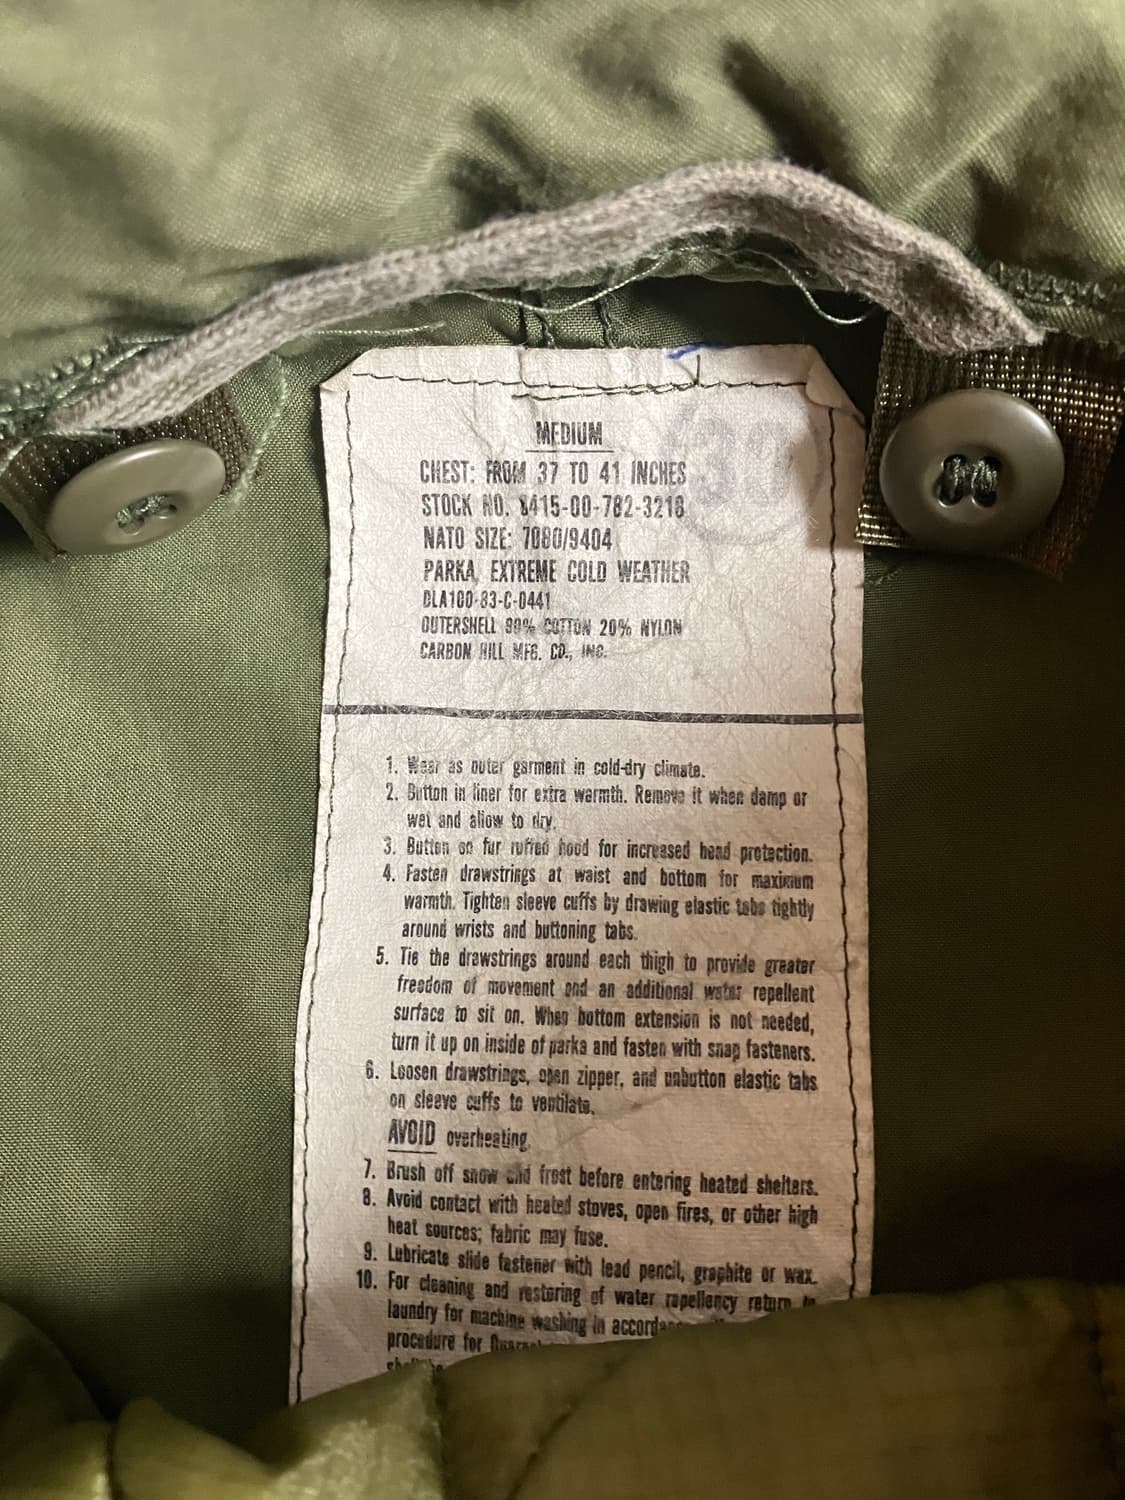 30
MEDIUM
CHEST: FROM 37 TO 41 INCHES
STOCK NO. 8415-00-782-3218
NATO SIZE: 7080/9404
PARKA, EXTREME COLD WEATHER
DLA100-83-C-0441
OUTERSHELL 80% COTTON 20% NYLON
CARBON HILL MFG. CO., INC.
1. Wear as outer garment in cold-dry climate.
2. Button in liner for extra warmth. Remove it when damp or
wet and allow to dry.
3. Button on fur ruffed hood for increased head protection.
4. Fasten drawstrings at waist and bottom for maximum
warmth. Tighten sleeve cuffs by drawing elastic tabs tightly
around wrists and buttoning tabs.
5. Tie the drawstrings around each thigh to provide greater
freedom of movement and an additional water repellent
surface to sit on. When bottom extension is not needed,
turn it up on inside of parka and fasten with snap fasteners.
6. Loosen drawstrings, open zipper, and unbutton elastic tabs
on sleeve cuffs to ventilate.
AVOID overheating.
7. Brush off snow and frost before entering heated shelters.
8. Avoid contact with heated stoves, open fires, or other high
heat sources; fabric may fuse.
9. Lubricate slide fastener with lead pencil, graphite or wax.
10. For cleaning and restoring of water repellency return to
laundry for machine washing in
procedure for